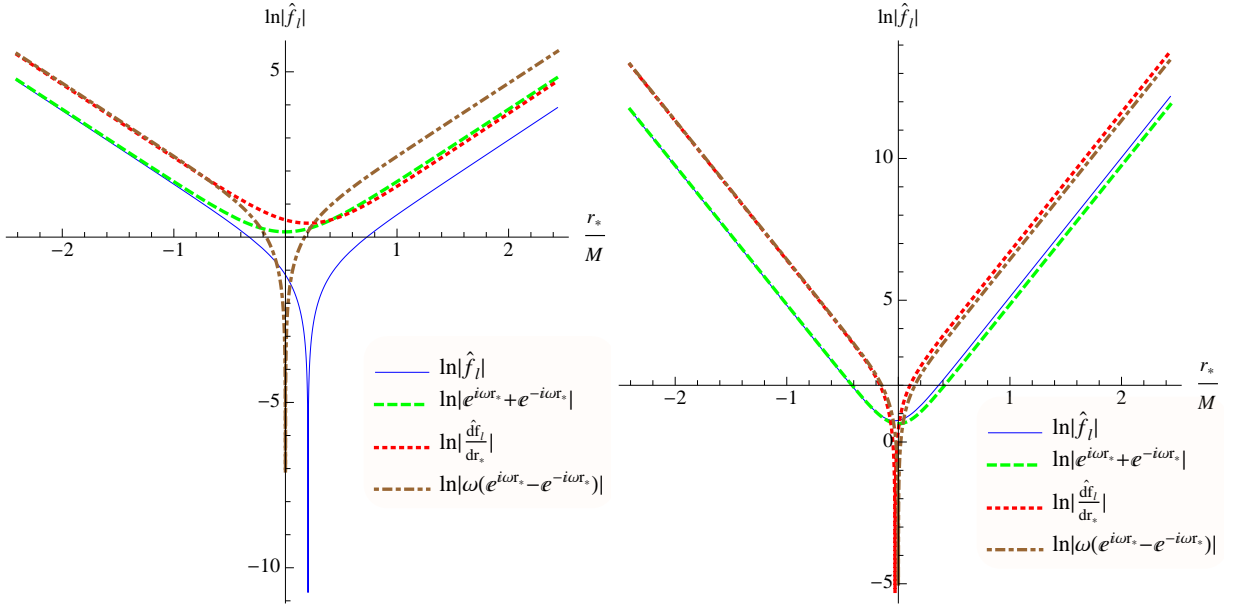 ln|f̂_l|
5
-2
-1
1
2
r_*
M
-5
-10
ln|f̂_l|
ln|e^{iωr_*}+e^{-iωr_*}|
ln|df̂_l/dr_*|
ln|ω(e^{iωr_*}-e^{-iωr_*})|
ln|f̂_l|
10
5
-2
-1
1
2
r_*
M
0
-5
ln|f̂_l|
ln|e^{iωr_*}+e^{-iωr_*}|
ln|df̂_l/dr_*|
ln|ω(e^{iωr_*}-e^{-iωr_*})|